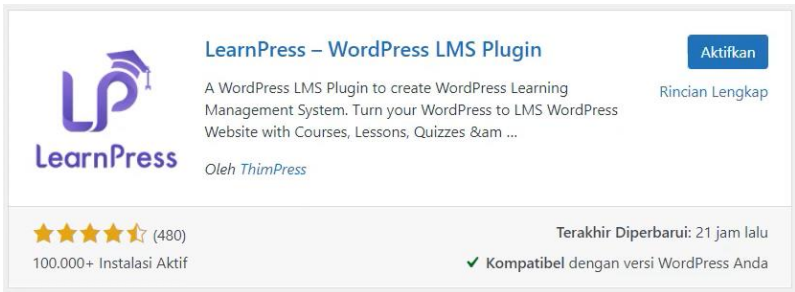 LearnPress – WordPress LMS Plugin
Aktifkan
A WordPress LMS Plugin to create WordPress Learning
Rincian Lengkap
Management System. Turn your WordPress to LMS WordPress
Website with Courses, Lessons, Quizzes &am ...
LP
LearnPress
Oleh ThimPress
(480)
Terakhir Diperbarui: 21 jam lalu
100.000+ Instalasi Aktif
Kompatibel dengan versi WordPress Anda